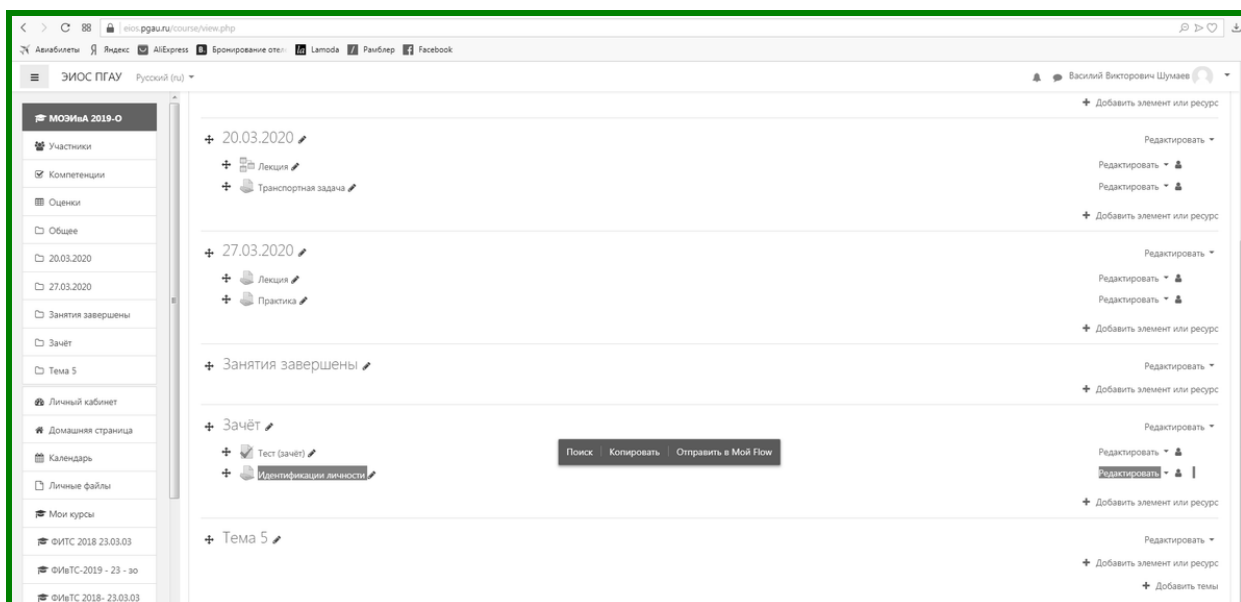 eios.pgau.ru/course/view.php
Авиабилеты Яндекс AliExpress Бронирование отел Lamoda Рамблер Facebook
ЭИОС ПГАУ Русский (ru)
Василий Викторович Шумаев
МОЭИвА 2019-О
Участники
Компетенции
Оценки
Общее
20.03.2020
27.03.2020
Занятия завершены
Зачёт
Тема 5
Личный кабинет
Домашняя страница
Календарь
Личные файлы
Мои курсы
ФИТС 2018 23.03.03
ФИвТС-2019 - 23 - зо
ФИвТС 2018- 23.03.03
Добавить элемент или ресурс
20.03.2020 Редактировать
Лекция Редактировать
Транспортная задача Редактировать
Добавить элемент или ресурс
27.03.2020 Редактировать
Лекция Редактировать
Практика Редактировать
Добавить элемент или ресурс
Занятия завершены Редактировать
Добавить элемент или ресурс
Зачёт Редактировать
Тест (зачёт) Редактировать
Поиск Копировать Отправить в Мой Flow
Идентификации личности Редактировать
Добавить элемент или ресурс
Тема 5 Редактировать
Добавить элемент или ресурс
Добавить темы